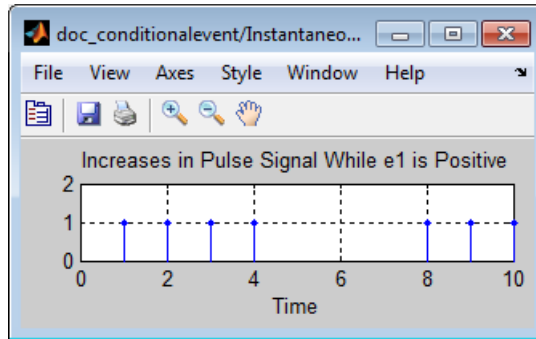 doc_conditionalevent/Instantaneo...
File View Axes Style Window Help
Increases in Pulse Signal While e1 is Positive
2
1
0
0 2 4 6 8 10
Time